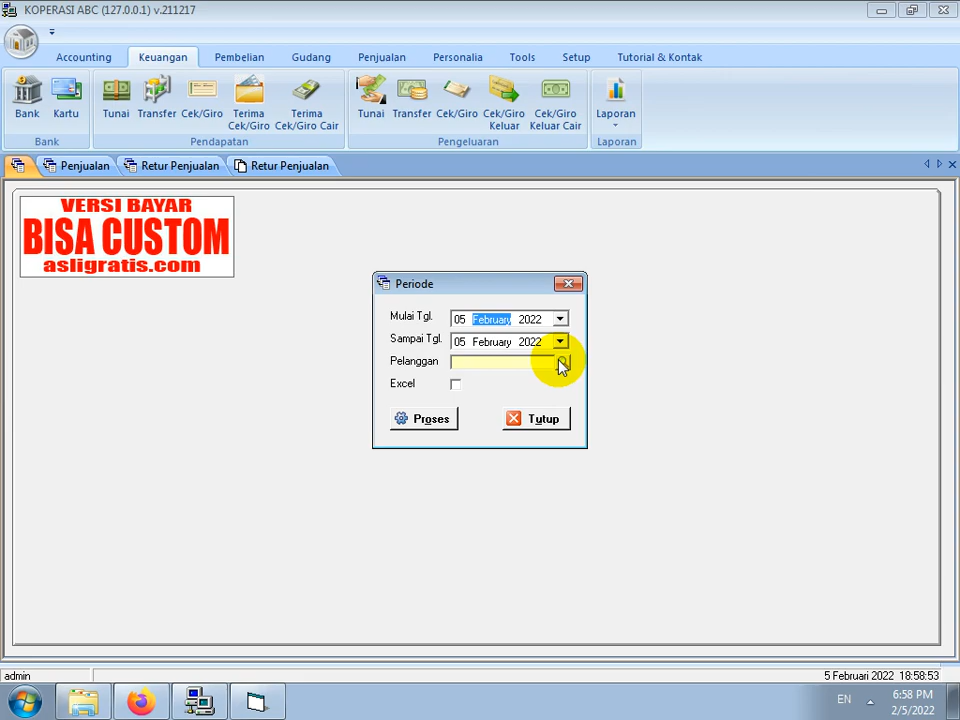 KOPERASI ABC (127.0.0.1) v.211217
Accounting Keuangan Pembelian Gudang Penjualan Personalia Tools Setup Tutorial & Kontak
Bank Kartu Tunai Transfer Cek/Giro Terima Cek/Giro Terima Cek/Giro Cair Tunai Transfer Cek/Giro Cek/Giro Keluar Cek/Giro Keluar Cair Laporan
Bank Pendapatan Pengeluaran Laporan
Penjualan Retur Penjualan Retur Penjualan
VERSI BAYAR
BISA CUSTOM
asligratis.com
Periode
Mulai Tgl. 05 February 2022
Sampai Tgl. 05 February 2022
Pelanggan
Excel
Proses Tutup
admin 5 Februari 2022 18:58:53
EN 6:58 PM
2/5/2022